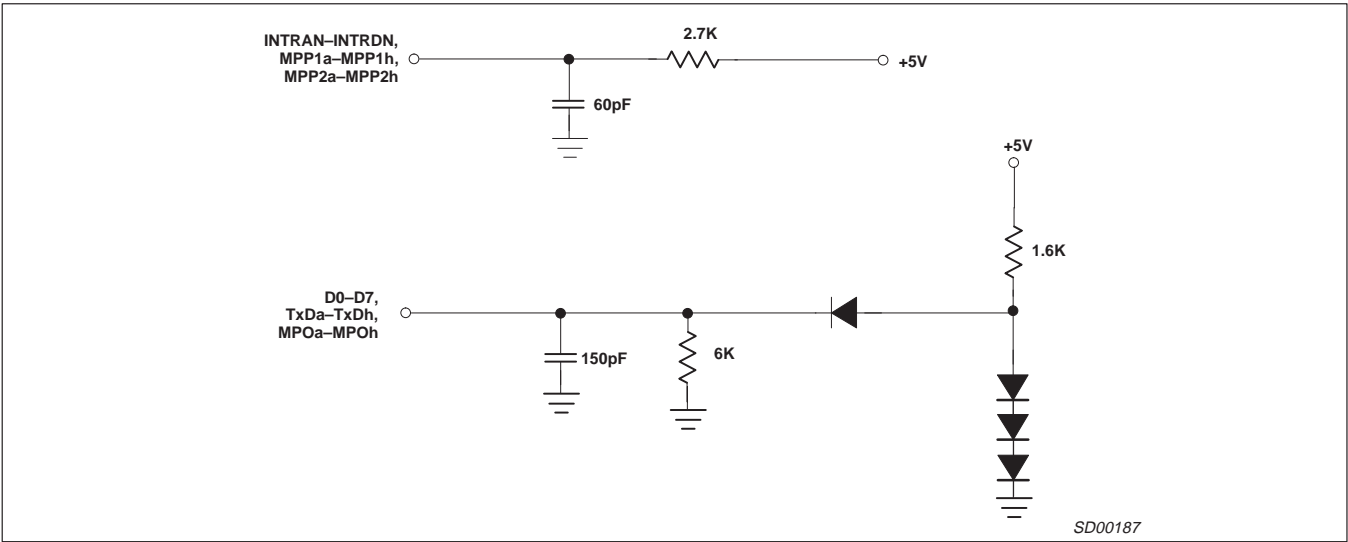 INTRAN–INTRDN,
MPP1a–MPP1h,
MPP2a–MPP2h
2.7K
+5V
60pF
+5V
1.6K
D0–D7,
TxDa–TxDh,
MPOa–MPOh
150pF
6K
SD00187